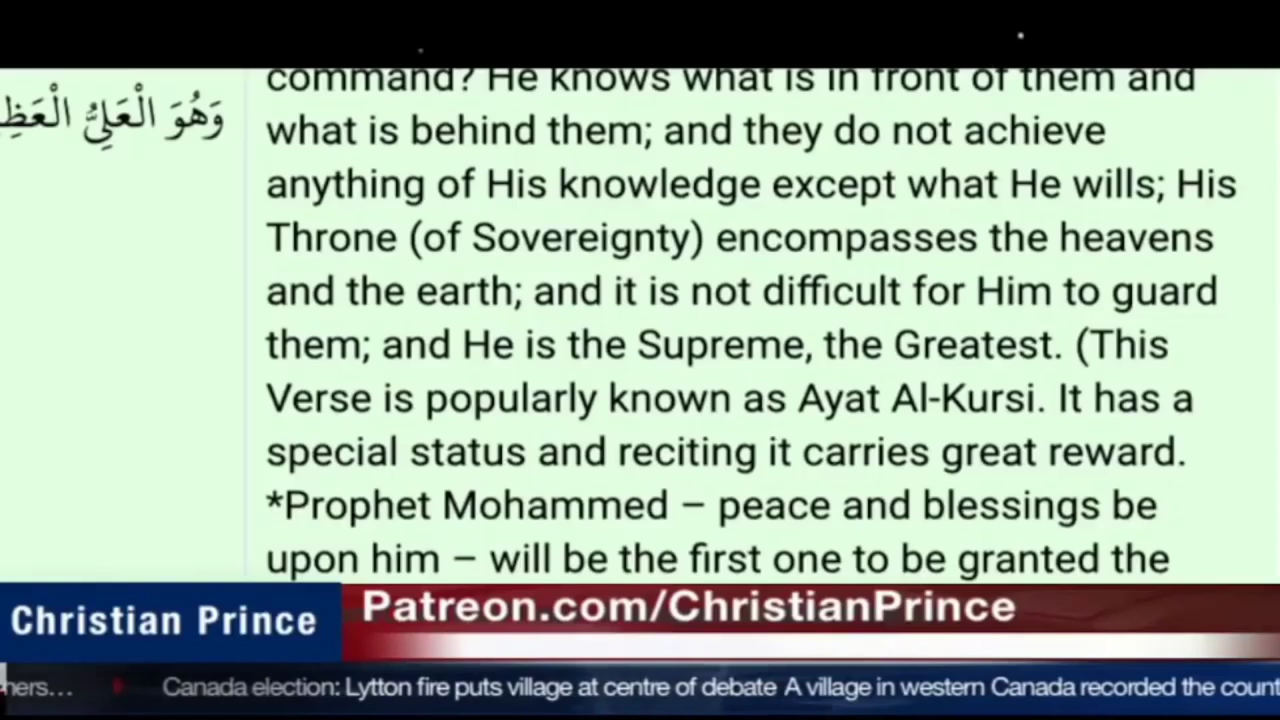 command? He knows what is in front of them and
وَهُوَ الْعَلِيُّ
what is behind them; and they do not achieve
anything of His knowledge except what He wills; His
Throne (of Sovereignty) encompasses the heavens
and the earth; and it is not difficult for Him to guard
them; and He is the Supreme, the Greatest. (This
Verse is popularly known as Ayat Al-Kursi. It has a
special status and reciting it carries great reward.
*Prophet Mohammed – peace and blessings be
upon him – will be the first one to be granted the
Christian Prince
Patreon.com/ChristianPrince
Canada election: Lytton fire puts village at centre of debate A village in western Canada recorded the